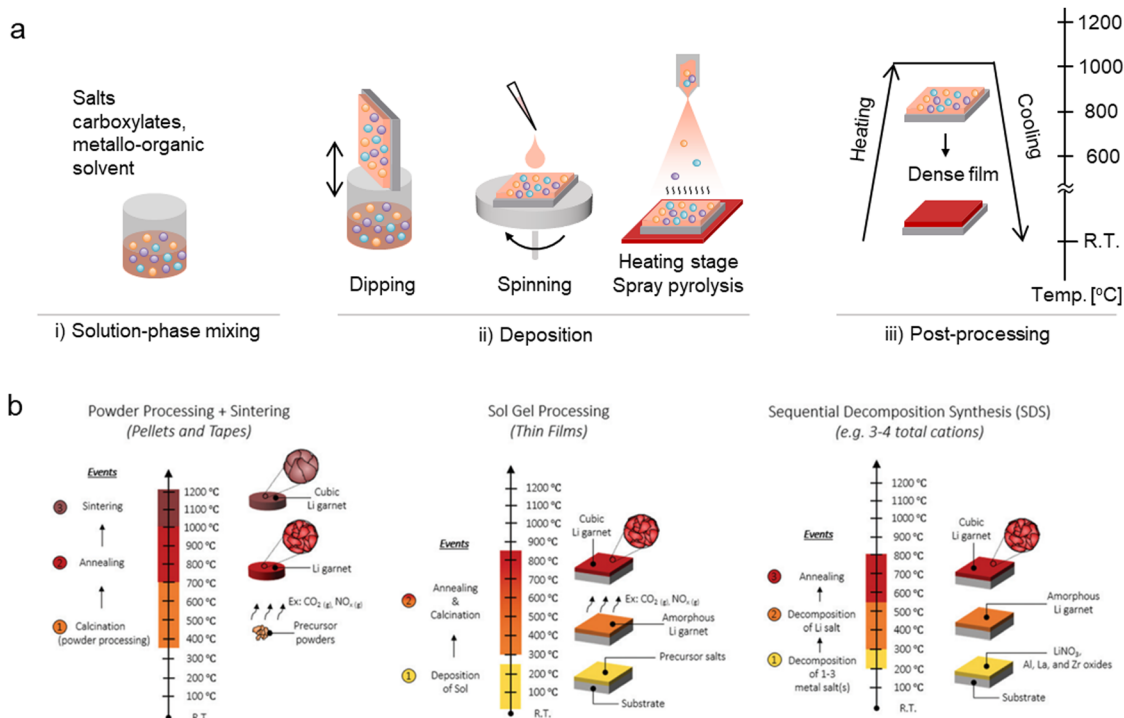 a
Salts
carboxylates,
metallo-organic
solvent
i) Solution-phase mixing
Dipping
Spinning
Heating stage
Spray pyrolysis
ii) Deposition
Heating
Cooling
Dense film
1200
1000
800
600
R.T.
Temp. [°C]
iii) Post-processing
b
Powder Processing + Sintering
(Pellets and Tapes)
Events
3 Sintering
2 Annealing
1 Calcination
(powder processing)
1200 °C
1100 °C
1000 °C
900 °C
800 °C
700 °C
600 °C
500 °C
400 °C
300 °C
200 °C
100 °C
R.T.
Cubic
Li garnet
Li garnet
Ex: CO2 (g), NOx (g)
Precursor
powders
Sol Gel Processing
(Thin Films)
Events
2 Annealing
&
Calcination
1 Deposition
of Sol
1200 °C
1100 °C
1000 °C
900 °C
800 °C
700 °C
600 °C
500 °C
400 °C
300 °C
200 °C
100 °C
R.T.
Cubic
Li garnet
Ex: CO2 (g), NOx (g)
Amorphous
Li garnet
Precursor salts
Substrate
Sequential Decomposition Synthesis (SDS)
(e.g. 3-4 total cations)
Events
3 Annealing
2 Decomposition
of Li salt
1 Decomposition
of 1-3
metal salt(s)
1200 °C
1100 °C
1000 °C
900 °C
800 °C
700 °C
600 °C
500 °C
400 °C
300 °C
200 °C
100 °C
R.T.
Cubic
Li garnet
Amorphous
Li garnet
LiNO3,
Al, La, and Zr oxides
Substrate